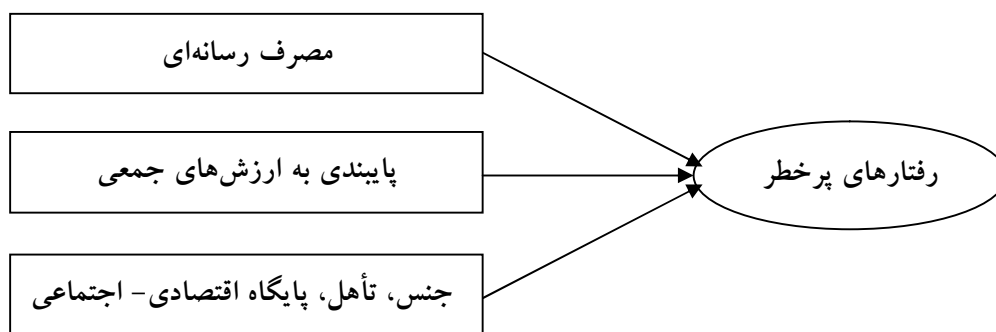 مصرف رسانه‌ای
پایبندی به ارزش‌های جمعی
رفتارهای پرخطر
جنس، تأهل، پایگاه اقتصادی- اجتماعی